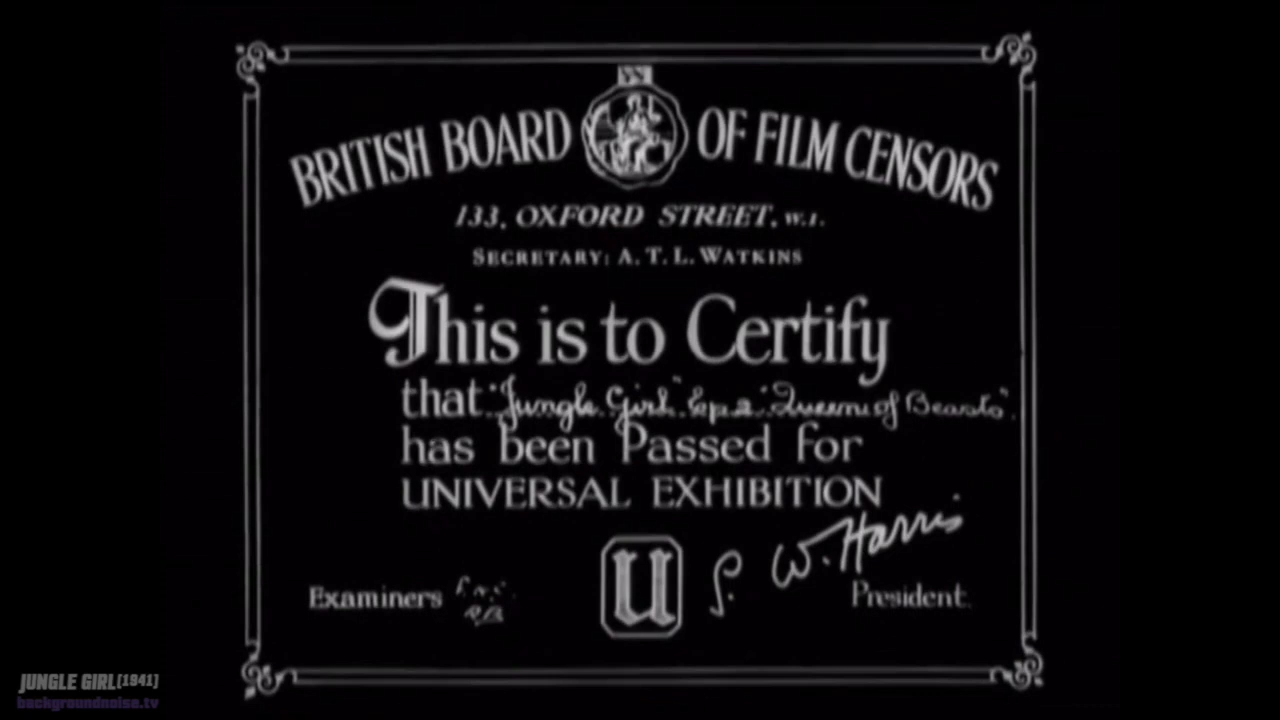 BRITISH BOARD OF FILM CENSORS
133, OXFORD STREET, W.1.
SECRETARY: A. T. L. WATKINS
This is to Certify
that "Jungle Girl" Ep 2 "Queen of Beasts".
has been Passed for
UNIVERSAL EXHIBITION
S. W. Harris
Examiners
U
President.
JUNGLE GIRL [1941]
backgroundnoise.tv